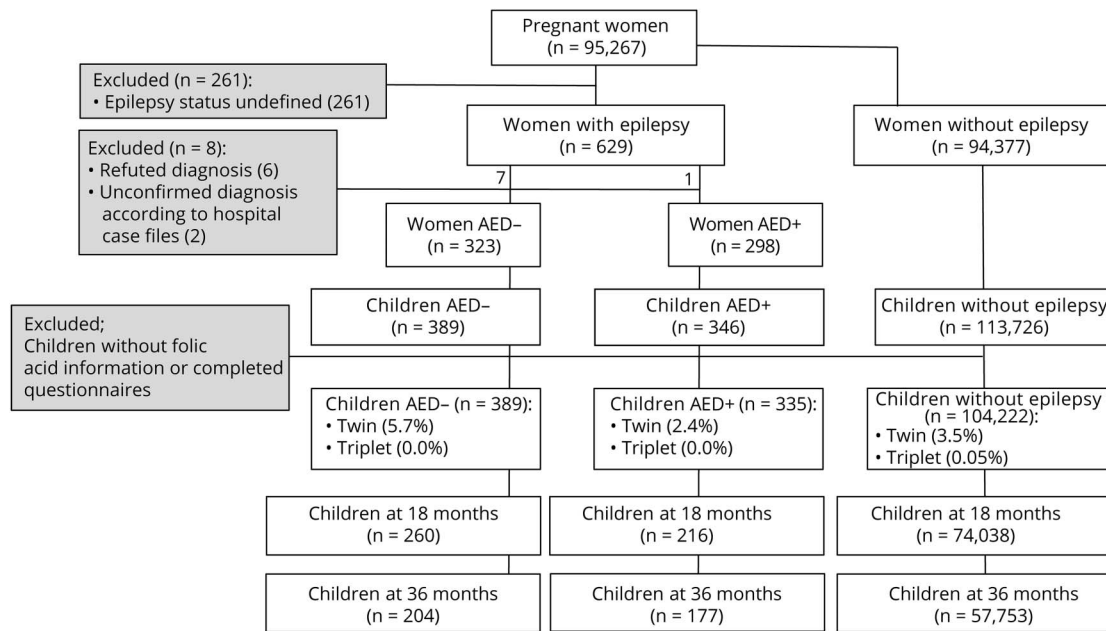 Pregnant women
(n = 95,267)
Excluded (n = 261):
• Epilepsy status undefined (261)
Women with epilepsy
(n = 629)
Women without epilepsy
(n = 94,377)
Excluded (n = 8):
• Refuted diagnosis (6)
• Unconfirmed diagnosis
according to hospital
case files (2)
7
1
Women AED–
(n = 323)
Women AED+
(n = 298)
Children AED–
(n = 389)
Children AED+
(n = 346)
Children without epilepsy
(n = 113,726)
Excluded;
Children without folic
acid information or completed
questionnaires
Children AED– (n = 389):
• Twin (5.7%)
• Triplet (0.0%)
Children AED+ (n = 335):
• Twin (2.4%)
• Triplet (0.0%)
Children without epilepsy
(n = 104,222):
• Twin (3.5%)
• Triplet (0.05%)
Children at 18 months
(n = 260)
Children at 18 months
(n = 216)
Children at 18 months
(n = 74,038)
Children at 36 months
(n = 204)
Children at 36 months
(n = 177)
Children at 36 months
(n = 57,753)